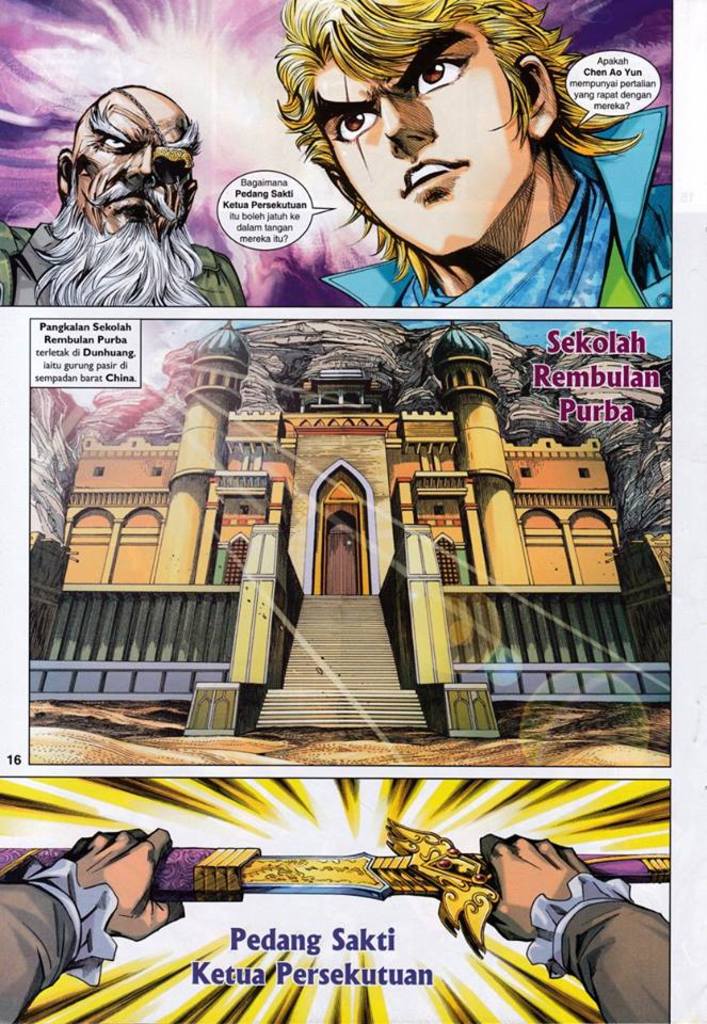 Apakah
Chen Ao Yun
mempunyai pertalian
yang rapat dengan
mereka?
Bagaimana
Pedang Sakti
Ketua Persekutuan
itu boleh jatuh ke
dalam tangan
mereka itu?
Pangkalan Sekolah
Rembulan Purba
terletak di Dunhuang,
iaitu gurung pasir di
sempadan barat China.
Sekolah
Rembulan
Purba
16
Pedang Sakti
Ketua Persekutuan